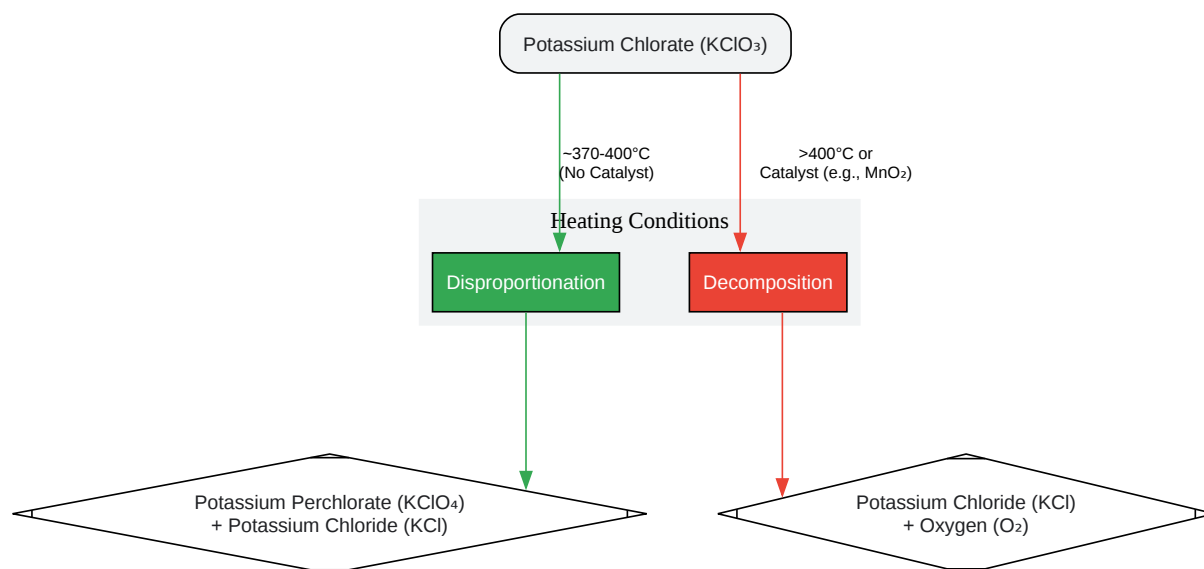 Potassium Chlorate (KClO₃)
~370-400°C
(No Catalyst)
>400°C or
Catalyst (e.g., MnO₂)
Heating Conditions
Disproportionation
Decomposition
Potassium Perchlorate (KClO₄)
+ Potassium Chloride (KCl)
Potassium Chloride (KCl)
+ Oxygen (O₂)